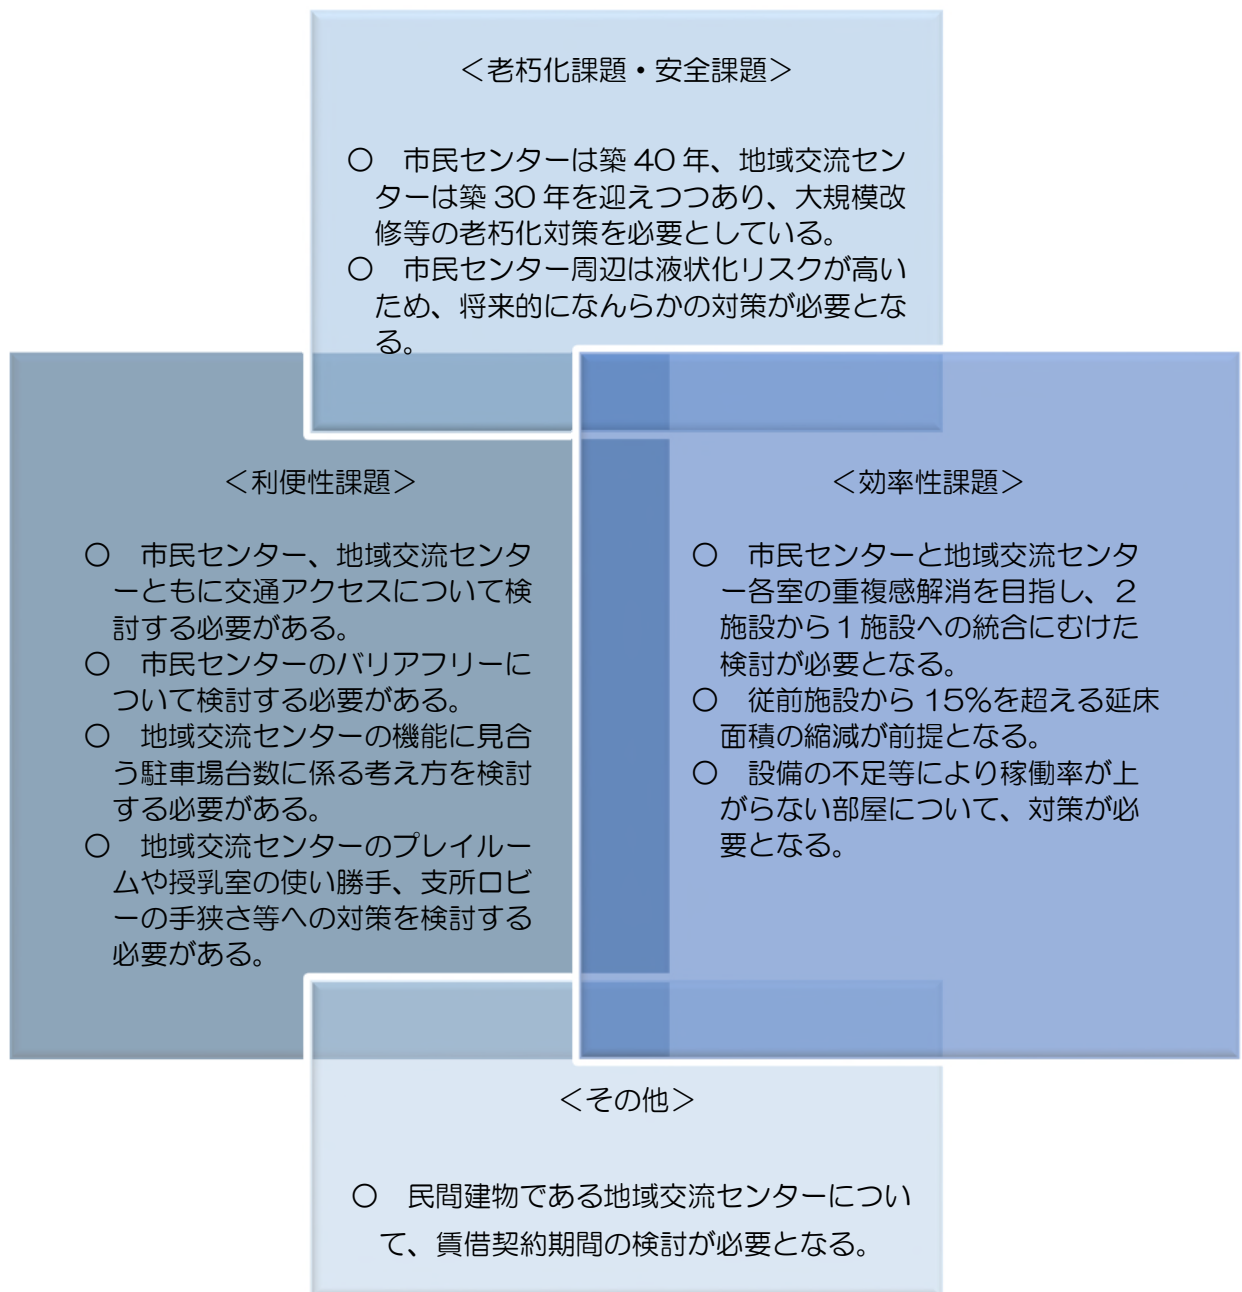 ＜老朽化課題・安全課題＞
○　市民センターは築 40 年、地域交流セン
ターは築 30 年を迎えつつあり、大規模改
修等の老朽化対策を必要としている。
○　市民センター周辺は液状化リスクが高い
ため、将来的になんらかの対策が必要とな
る。
＜利便性課題＞
○　市民センター、地域交流センタ
ーともに交通アクセスについて検
討する必要がある。
○　市民センターのバリアフリーに
ついて検討する必要がある。
○　地域交流センターの機能に見合
う駐車場台数に係る考え方を検討
する必要がある。
○　地域交流センターのプレイルー
ムや授乳室の使い勝手、支所ロビ
ーの手狭さ等への対策を検討する
必要がある。
＜効率性課題＞
○　市民センターと地域交流センタ
ー各室の重複感解消を目指し、２
施設から１施設への統合にむけた
検討が必要となる。
○　従前施設から 15%を超える延床
面積の縮減が前提となる。
○　設備の不足等により稼働率が上
がらない部屋について、対策が必
要となる。
＜その他＞
○　民間建物である地域交流センターについ
て、賃借契約期間の検討が必要となる。